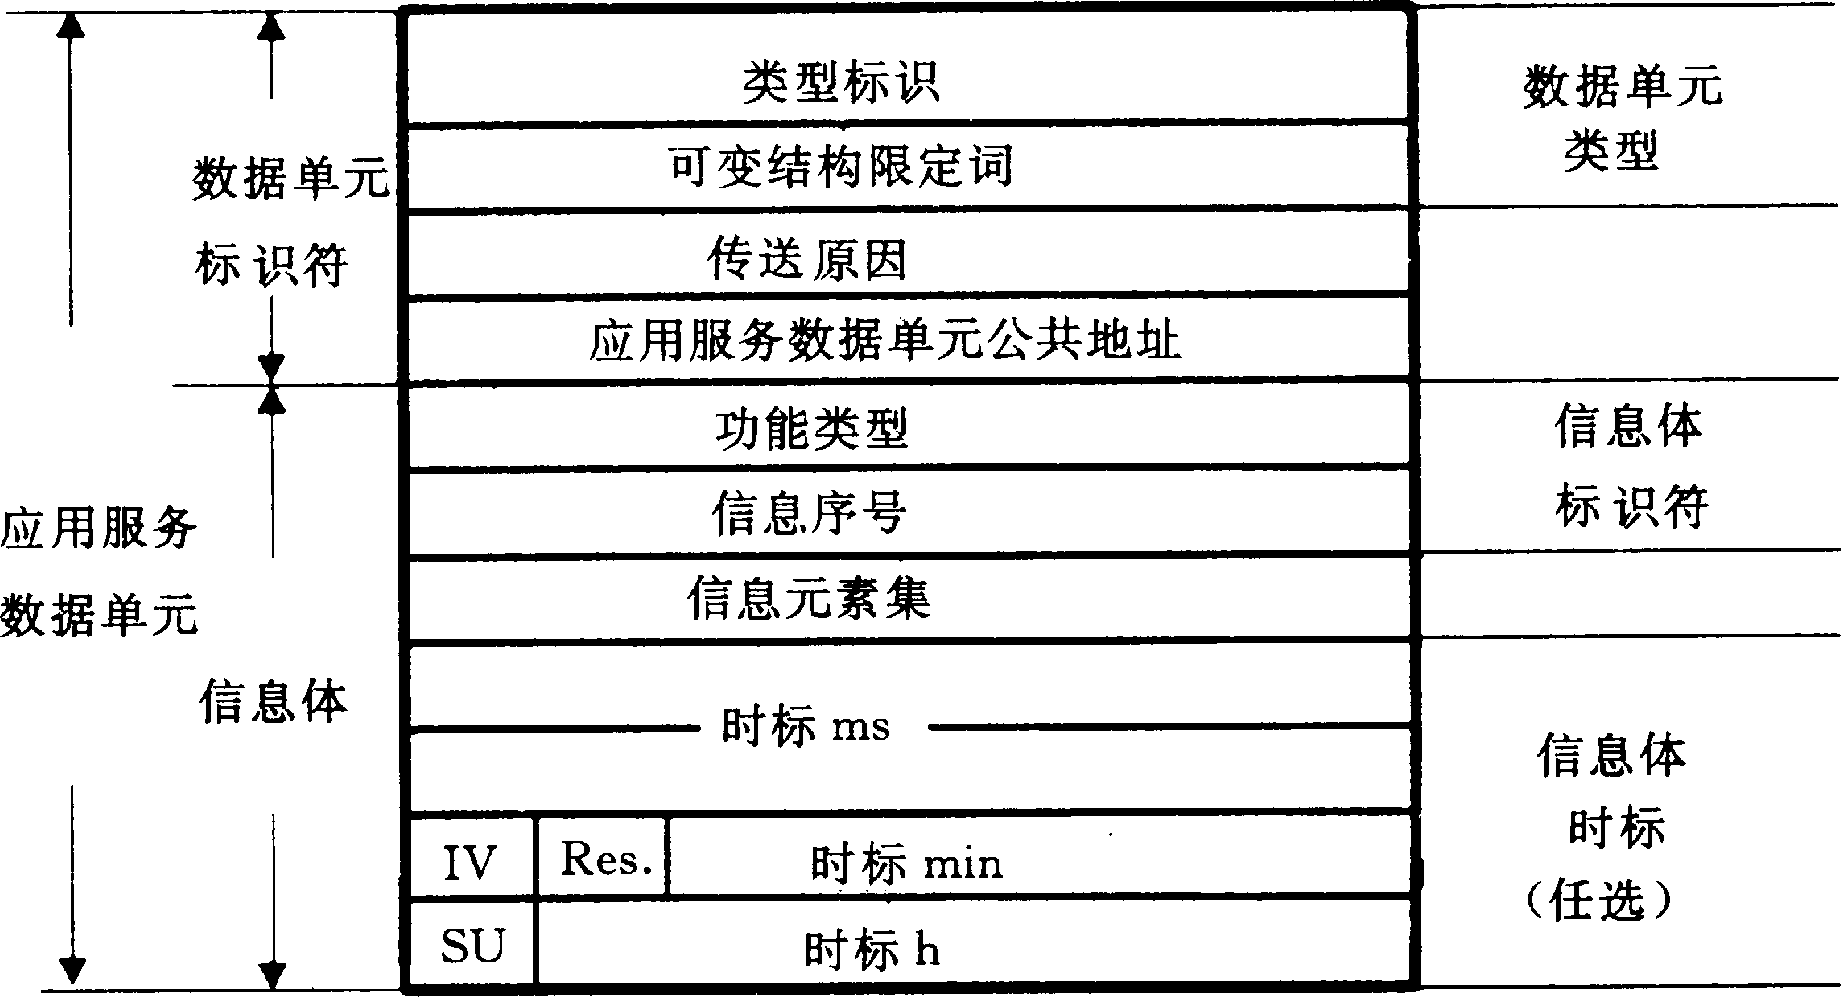 类型标识
可变结构限定词
传送原因
应用服务数据单元公共地址
功能类型
信息序号
信息元素集
时标 ms
IV Res. 时标 min
SU 时标 h
数据单元
标识符
应用服务
数据单元
信息体
数据单元
类型
信息体
标识符
信息体
时标
（任选）